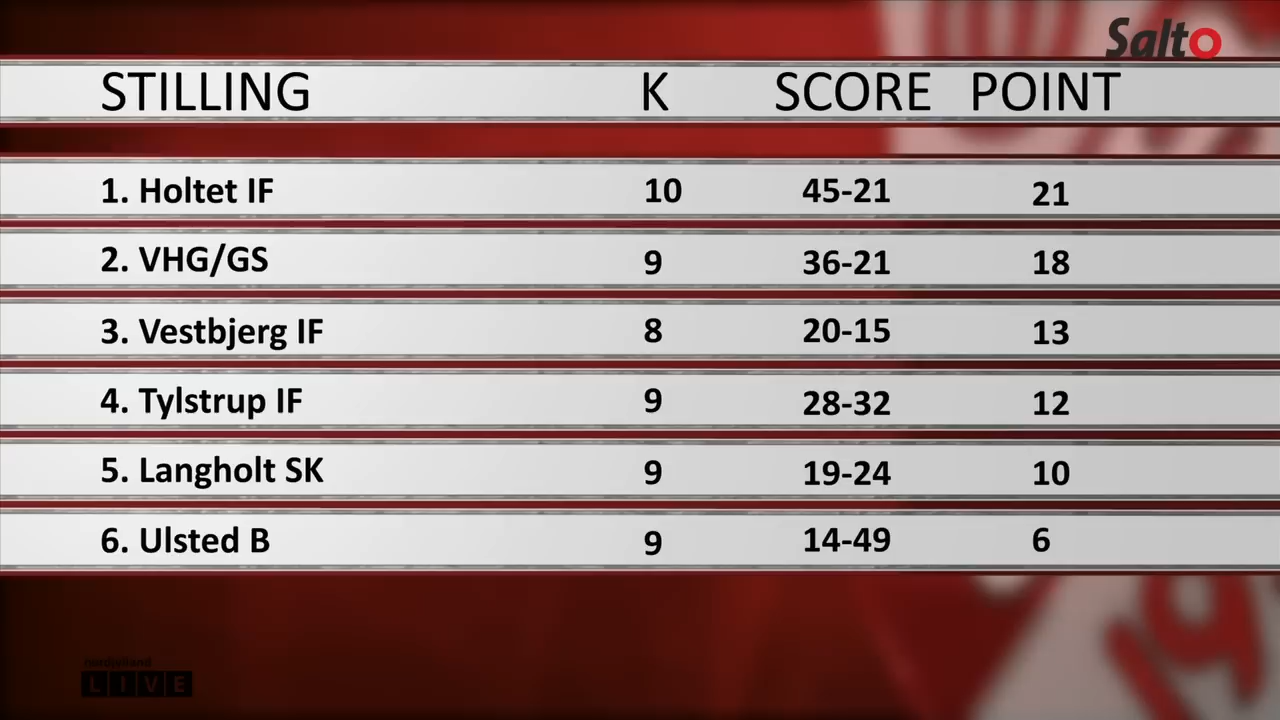 Salto
STILLING K SCORE POINT
1. Holtet IF 10 45-21 21
2. VHG/GS 9 36-21 18
3. Vestbjerg IF 8 20-15 13
4. Tylstrup IF 9 28-32 12
5. Langholt SK 9 19-24 10
6. Ulsted B 9 14-49 6
nordjylland
LIVE